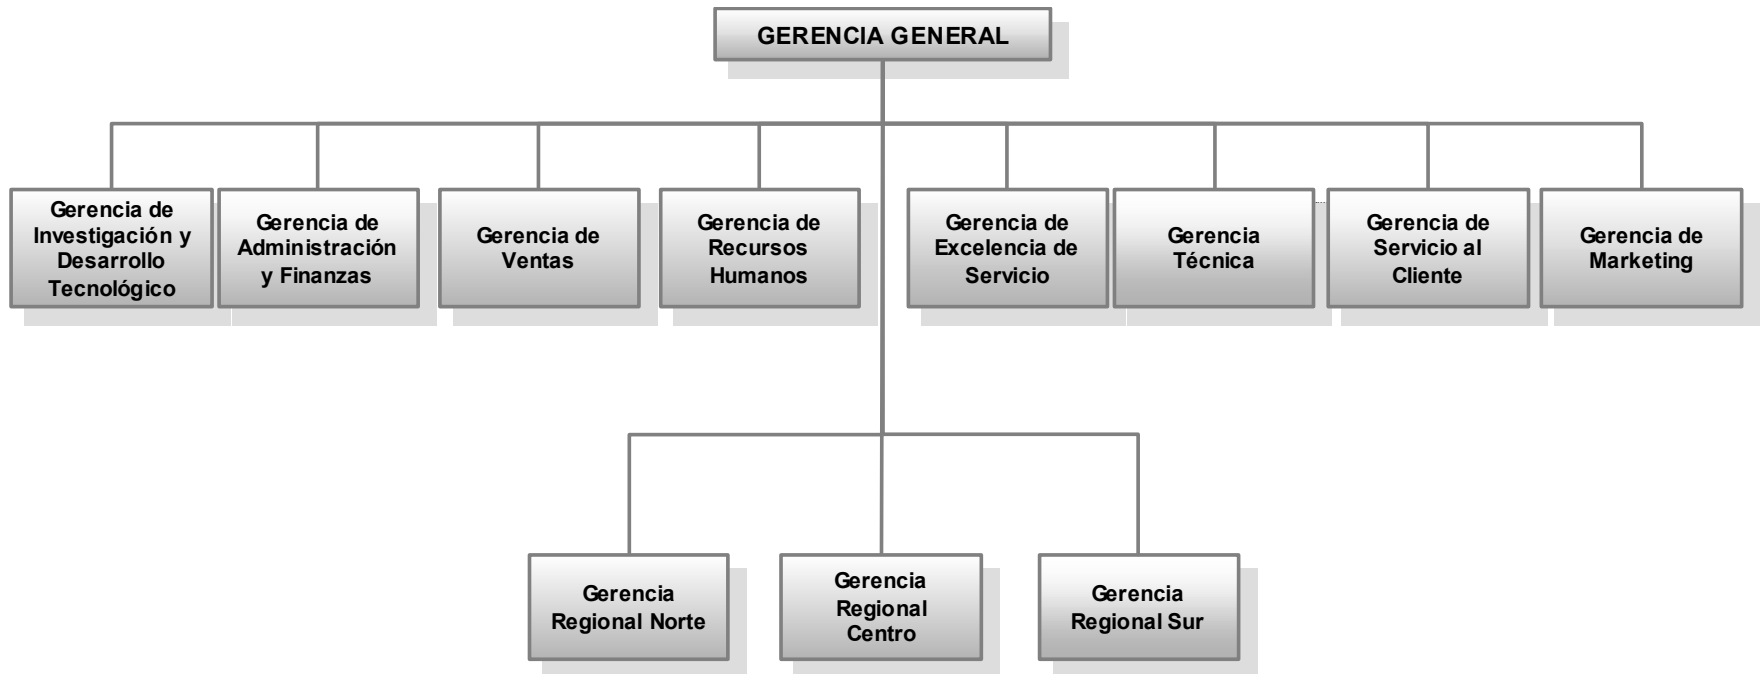 GERENCIA GENERAL
Gerencia de
Investigación y
Desarrollo
Tecnológico
Gerencia de
Administración
y Finanzas
Gerencia de
Ventas
Gerencia de
Recursos
Humanos
Gerencia de
Excelencia de
Servicio
Gerencia
Técnica
Gerencia de
Servicio al
Cliente
Gerencia de
Marketing
Gerencia
Regional Norte
Gerencia
Regional
Centro
Gerencia
Regional Sur